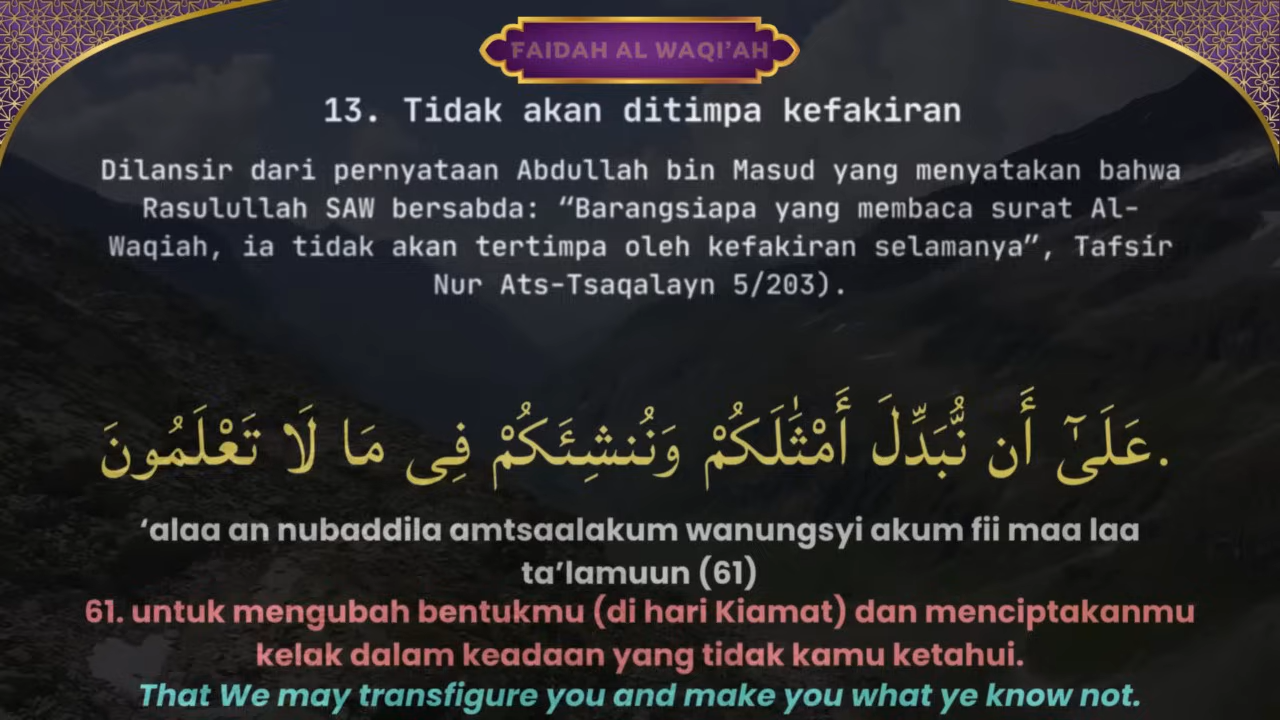 FAIDAH AL WAQI'AH
13. Tidak akan ditimpa kefakiran
Dilansir dari pernyataan Abdullah bin Masud yang menyatakan bahwa
Rasulullah SAW bersabda: “Barangsiapa yang membaca surat Al-
Waqiah, ia tidak akan tertimpa oleh kefakiran selamanya”, Tafsir
Nur Ats-Tsaqalayn 5/203).
عَلَىٰٓ أَن نُّبَدِّلَ أَمْثَٰلَكُمْ وَنُنشِئَكُمْ فِى مَا لَا تَعْلَمُونَ.
‘alaa an nubaddila amtsaalakum wanungsyi akum fii maa laa
ta’lamuun (61)
61. untuk mengubah bentukmu (di hari Kiamat) dan menciptakanmu
kelak dalam keadaan yang tidak kamu ketahui.
That We may transfigure you and make you what ye know not.